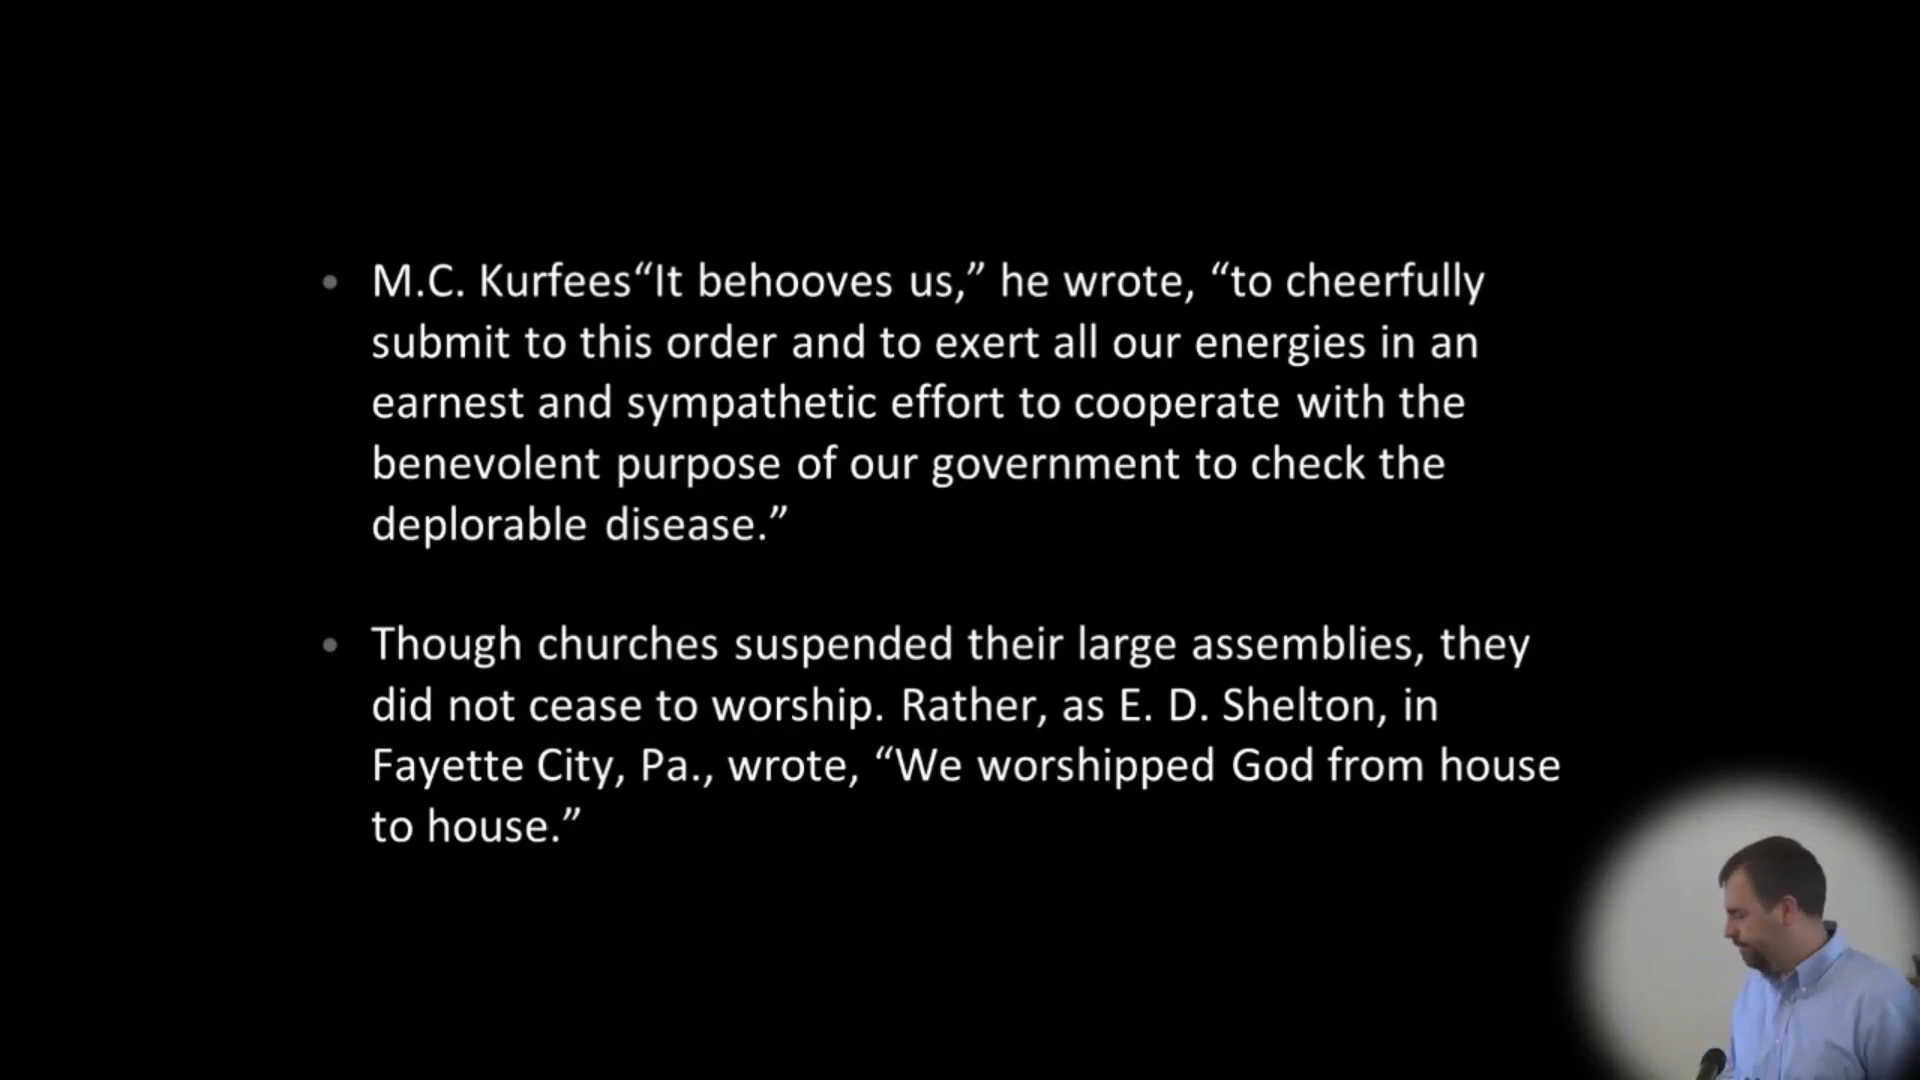 • M.C. Kurfees“It behooves us,” he wrote, “to cheerfully
submit to this order and to exert all our energies in an
earnest and sympathetic effort to cooperate with the
benevolent purpose of our government to check the
deplorable disease.”
• Though churches suspended their large assemblies, they
did not cease to worship. Rather, as E. D. Shelton, in
Fayette City, Pa., wrote, “We worshipped God from house
to house.”